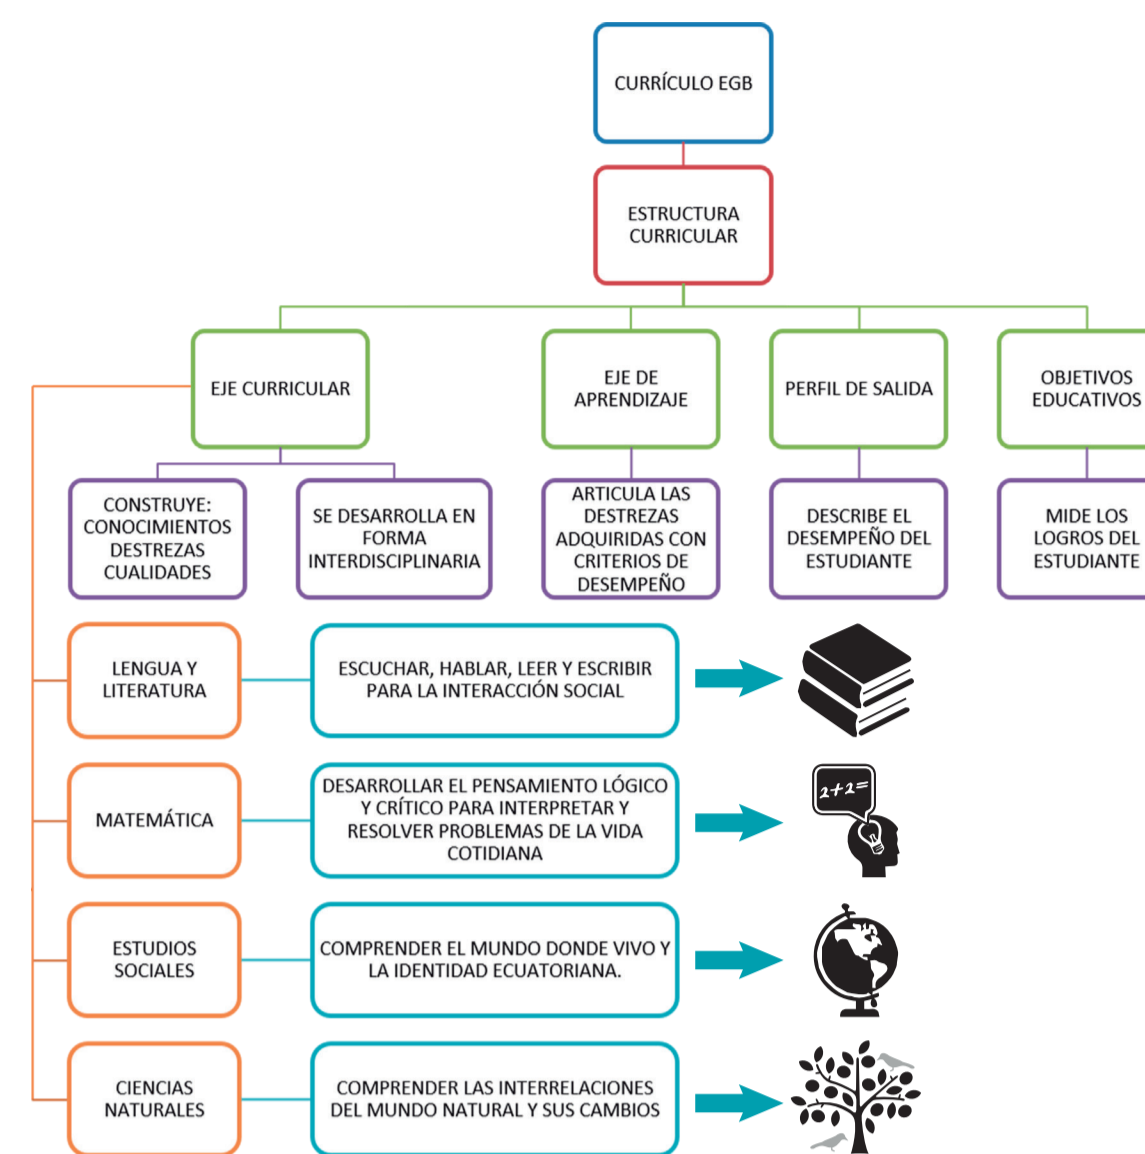 CURRÍCULO EGB
ESTRUCTURA
CURRICULAR
EJE CURRICULAR
EJE DE
APRENDIZAJE
PERFIL DE SALIDA
OBJETIVOS
EDUCATIVOS
CONSTRUYE:
CONOCIMIENTOS
DESTREZAS
CUALIDADES
SE DESARROLLA EN
FORMA
INTERDISCIPLINARIA
ARTICULA LAS
DESTREZAS
ADQUIRIDAS CON
CRITERIOS DE
DESEMPEÑO
DESCRIBE EL
DESEMPEÑO DEL
ESTUDIANTE
MIDE LOS
LOGROS DEL
ESTUDIANTE
LENGUA Y
LITERATURA
ESCUCHAR, HABLAR, LEER Y ESCRIBIR
PARA LA INTERACCIÓN SOCIAL
MATEMÁTICA
DESARROLLAR EL PENSAMIENTO LÓGICO
Y CRÍTICO PARA INTERPRETAR Y
RESOLVER PROBLEMAS DE LA VIDA
COTIDIANA
2+2=
ESTUDIOS
SOCIALES
COMPRENDER EL MUNDO DONDE VIVO Y
LA IDENTIDAD ECUATORIANA.
CIENCIAS
NATURALES
COMPRENDER LAS INTERRELACIONES
DEL MUNDO NATURAL Y SUS CAMBIOS